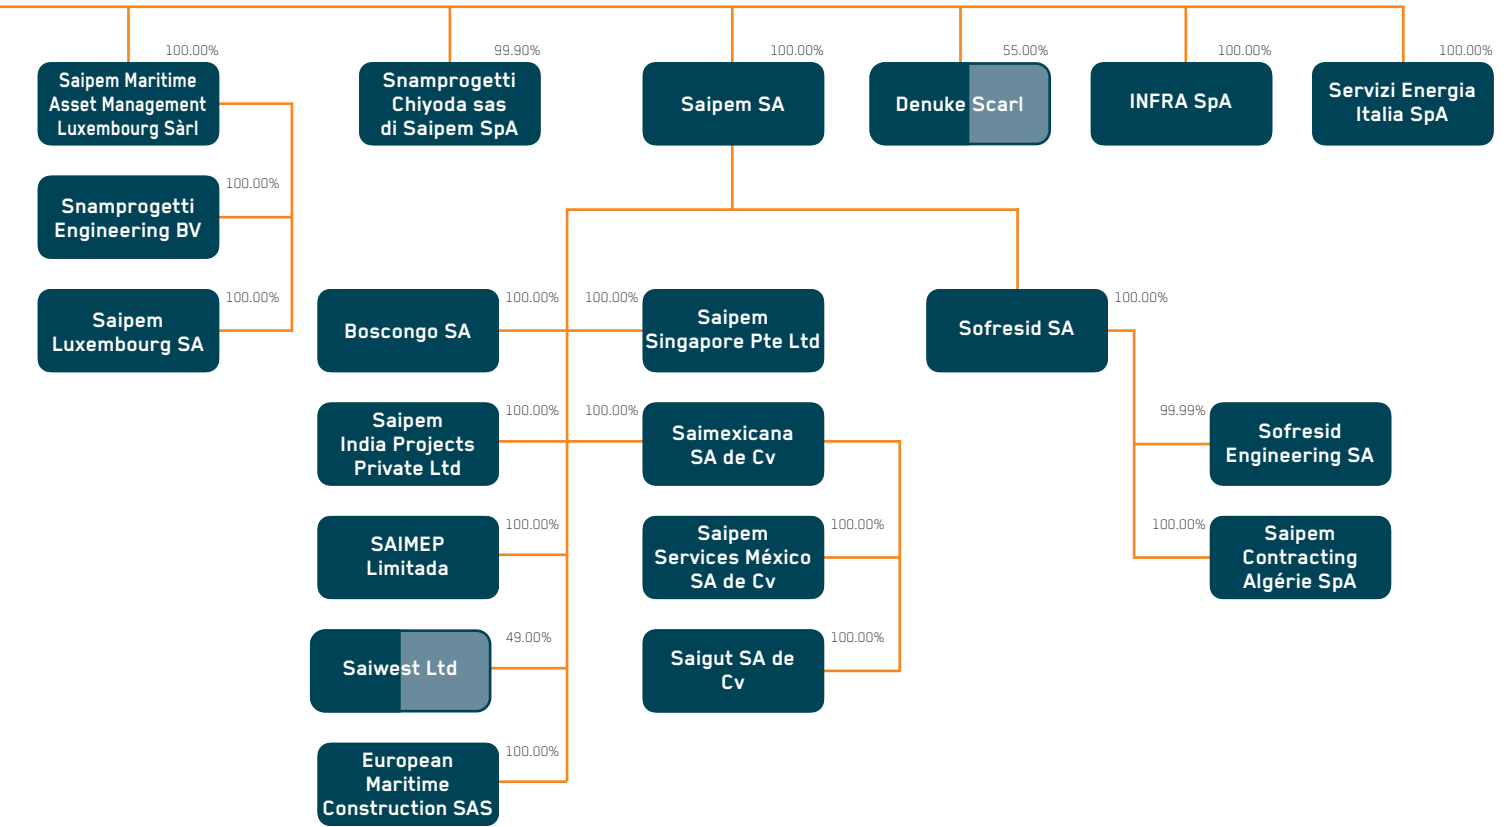 100.00%
99.90%
100.00%
55.00%
100.00%
100.00%
Saipem Maritime
Asset Management
Luxembourg Sàrl
Snamprogetti
Chiyoda sas
di Saipem SpA
Saipem SA
Denuke Scarl
INFRA SpA
Servizi Energia
Italia SpA
100.00%
Snamprogetti
Engineering BV
100.00%
Saipem
Luxembourg SA
100.00%
Boscongo SA
100.00%
Saipem
Singapore Pte Ltd
100.00%
Sofresid SA
100.00%
Saipem
India Projects
Private Ltd
100.00%
Saimexicana
SA de Cv
99.99%
Sofresid
Engineering SA
100.00%
SAIMEP
Limitada
100.00%
Saipem
Services México
SA de Cv
100.00%
Saipem
Contracting
Algérie SpA
49.00%
Saiwest Ltd
100.00%
Saigut SA de
Cv
100.00%
European
Maritime
Construction SAS